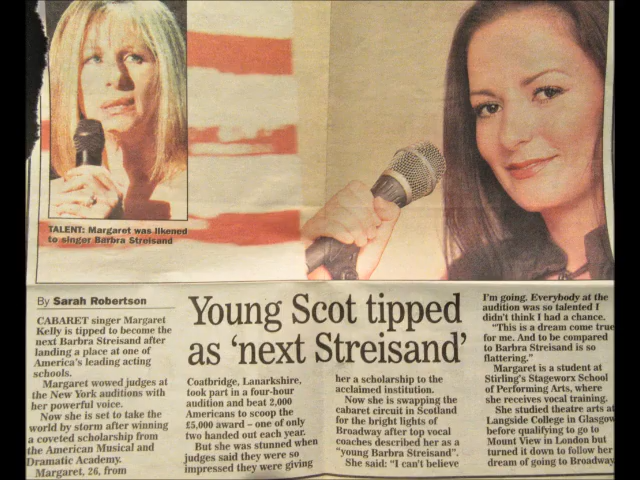 TALENT: Margaret was likened
to singer Barbra Streisand
By Sarah Robertson
Young Scot tipped
as ‘next Streisand’
CABARET singer Margaret
Kelly is tipped to become the
next Barbra Streisand after
landing a place at one of
America's leading acting
schools.
Margaret wowed judges at
the New York auditions with
her powerful voice.
Now she is set to take the
world by storm after winning
a coveted scholarship from
the American Musical and
Dramatic Academy.
Margaret, 26, from
Coatbridge, Lanarkshire,
took part in a four-hour
audition and beat 2,000
Americans to scoop the
£5,000 award – one of only
two handed out each year.
But she was stunned when
judges said they were so
impressed they were giving
her a scholarship to the
acclaimed institution.
Now she is swapping the
cabaret circuit in Scotland
for the bright lights of
Broadway after top vocal
coaches described her as a
"young Barbra Streisand".
She said: "I can't believe
I'm going. Everybody at the
audition was so talented I
didn't think I had a chance.
"This is a dream come true
for me. And to be compared
to Barbra Streisand is so
flattering."
Margaret is a student at
Stirling's Stageworx School
of Performing Arts, where
she receives vocal training.
She studied theatre arts at
Langside College in Glasgow
before qualifying to go to
Mount View in London but
turned it down to follow her
dream of going to Broadway